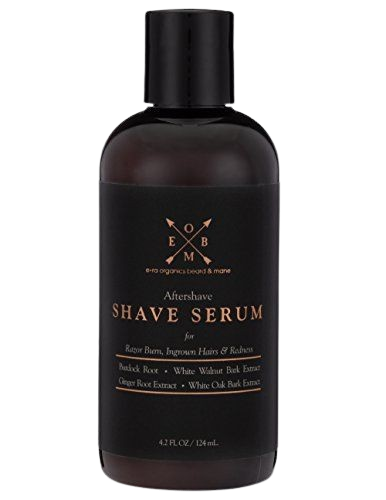 E O B
M
e-ra organics beard & mane
Aftershave
SHAVE SERUM
for
Razor Burn, Ingrown Hairs & Redness
Burdock Root • White Walnut Bark Extract
Ginger Root Extract • White Oak Bark Extract
4.2 FL OZ / 124 mL.